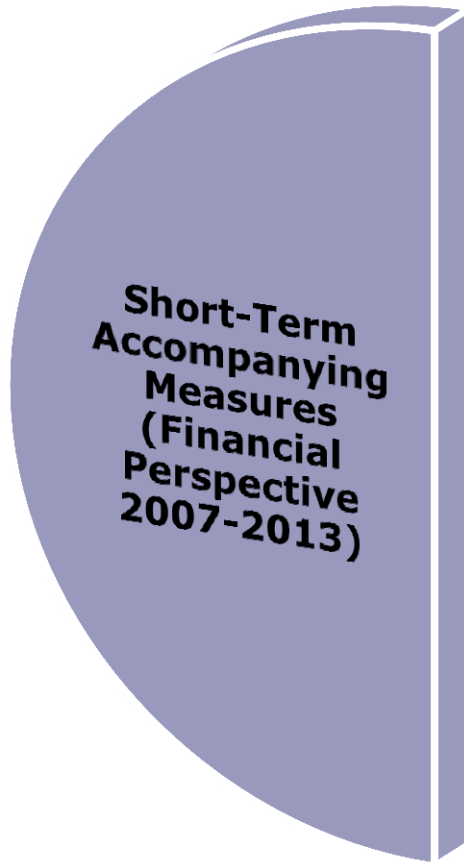 Short-Term
Accompanying
Measures
(Financial
Perspective
2007-2013)